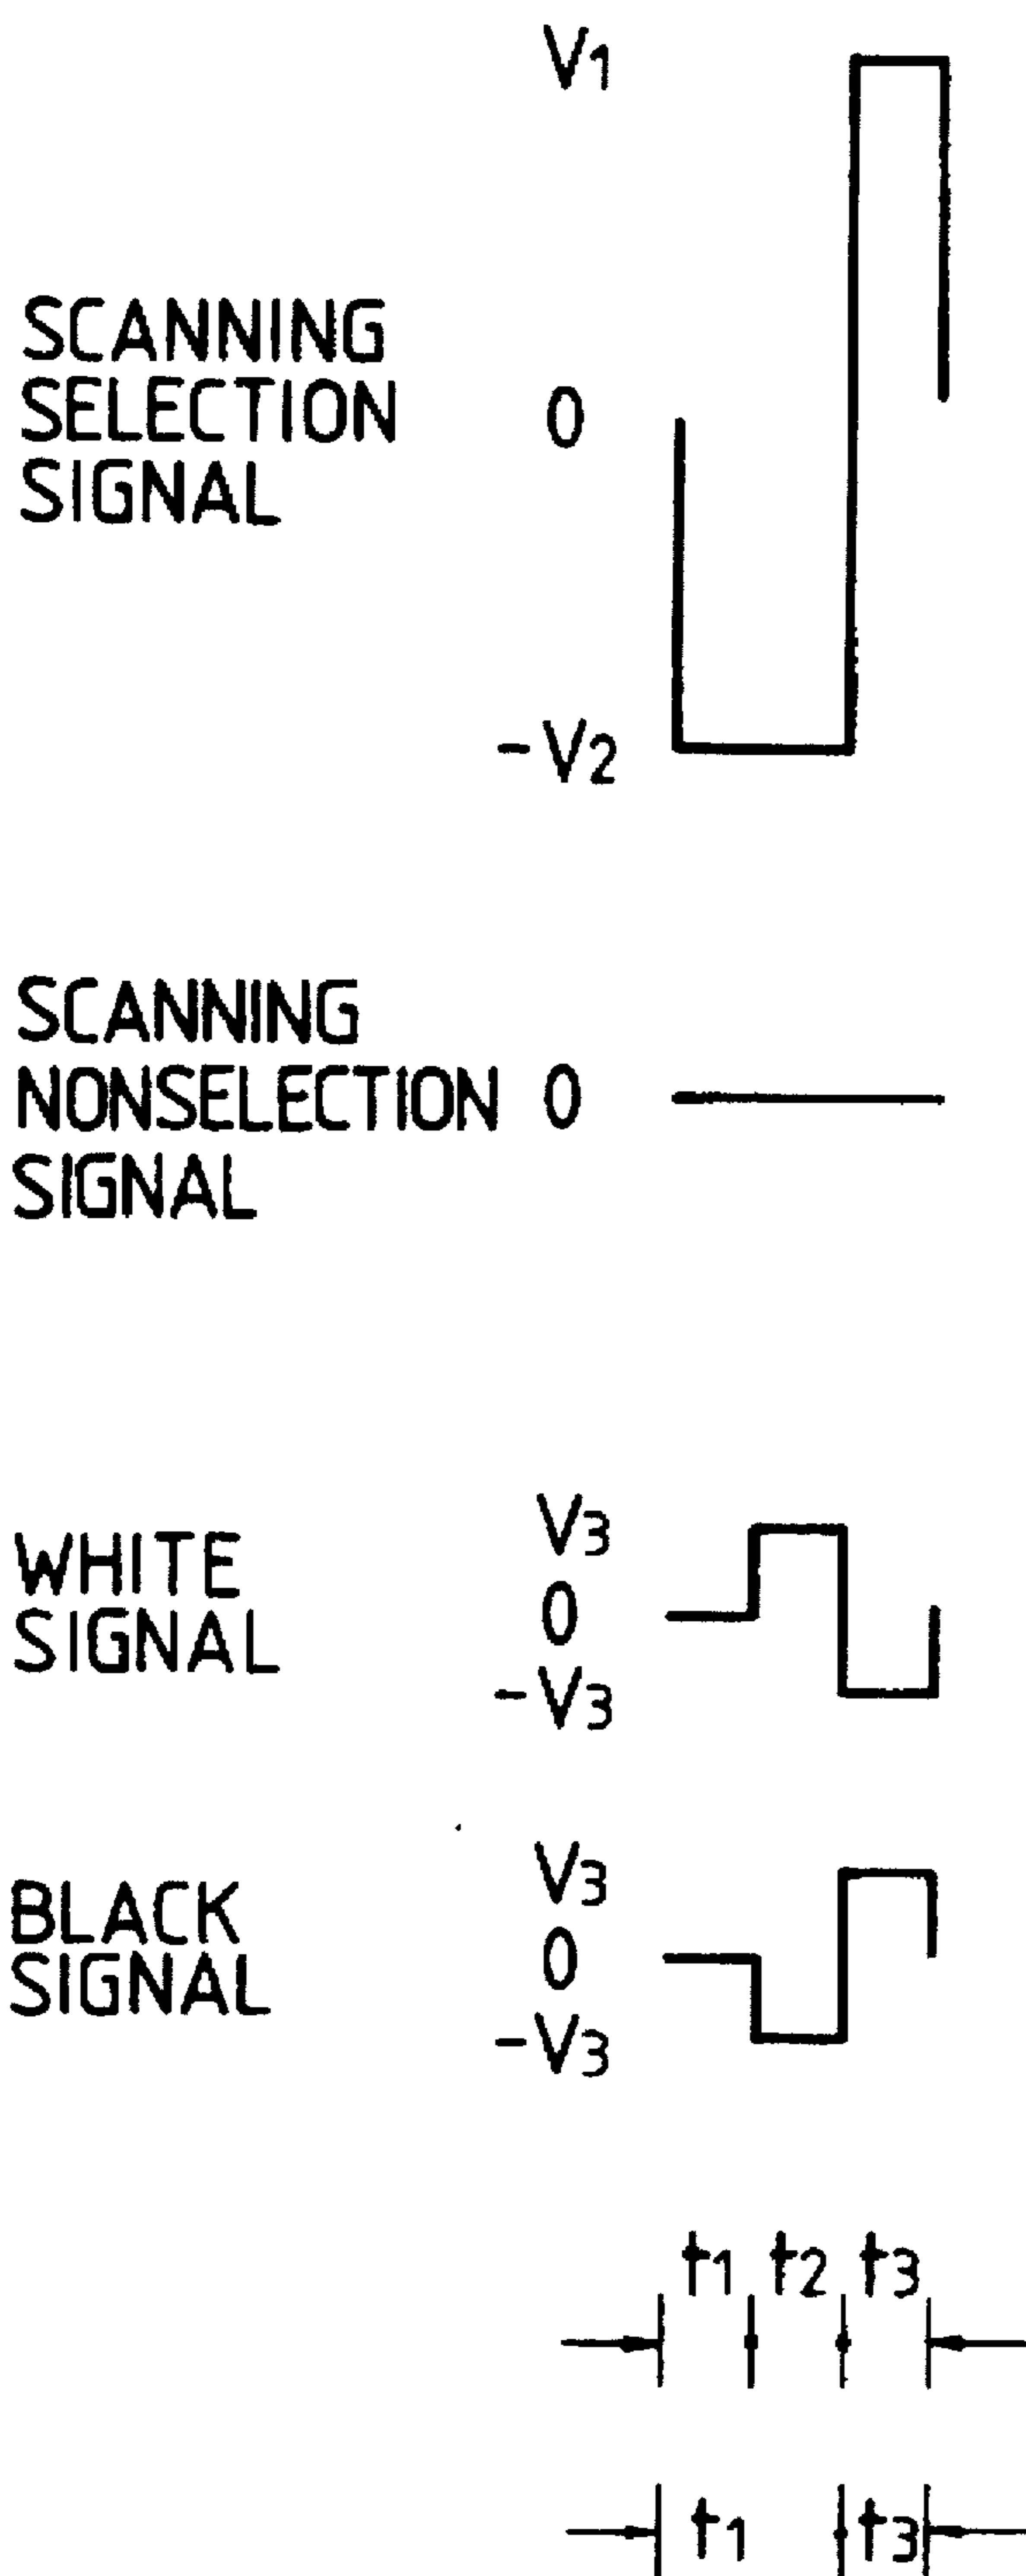 V1
SCANNING
SELECTION 0
SIGNAL
-V2
SCANNING
NONSELECTION 0
SIGNAL
WHITE
SIGNAL
V3
0
-V3
BLACK
SIGNAL
V3
0
-V3
t1 t2 t3
t1 t3